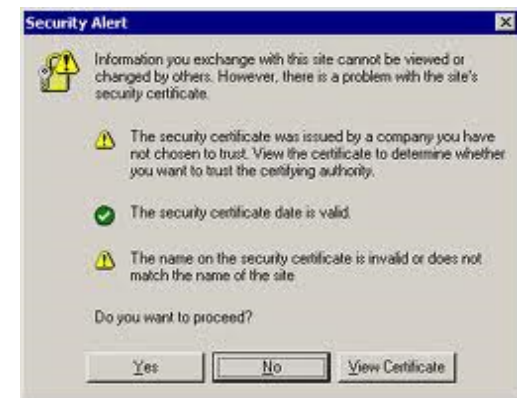 Security Alert
Information you exchange with this site cannot be viewed or
changed by others. However, there is a problem with the site's
security certificate.
The security certificate was issued by a company you have
not chosen to trust. View the certificate to determine whether
you want to trust the certifying authority.
The security certificate date is valid.
The name on the security certificate is invalid or does not
match the name of the site
Do you want to proceed?
Yes
No
View Certificate